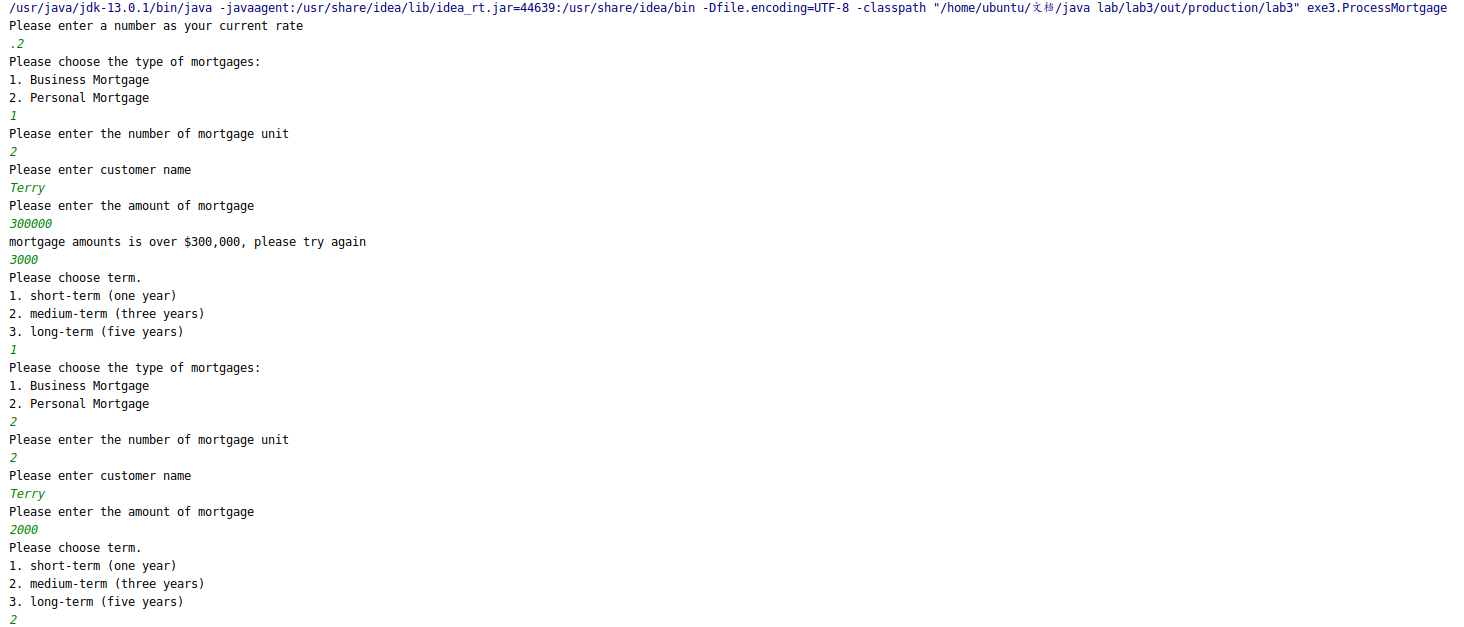 /usr/java/jdk-13.0.1/bin/java -javaagent:/usr/share/idea/lib/idea_rt.jar=44639:/usr/share/idea/bin -Dfile.encoding=UTF-8 -classpath "/home/ubuntu/文档/java lab/lab3/out/production/lab3" exe3.ProcessMortgage
Please enter a number as your current rate
.2
Please choose the type of mortgages:
1. Business Mortgage
2. Personal Mortgage
1
Please enter the number of mortgage unit
2
Please enter customer name
Terry
Please enter the amount of mortgage
300000
mortgage amounts is over $300,000, please try again
3000
Please choose term.
1. short-term (one year)
2. medium-term (three years)
3. long-term (five years)
1
Please choose the type of mortgages:
1. Business Mortgage
2. Personal Mortgage
2
Please enter the number of mortgage unit
2
Please enter customer name
Terry
Please enter the amount of mortgage
2000
Please choose term.
1. short-term (one year)
2. medium-term (three years)
3. long-term (five years)
2